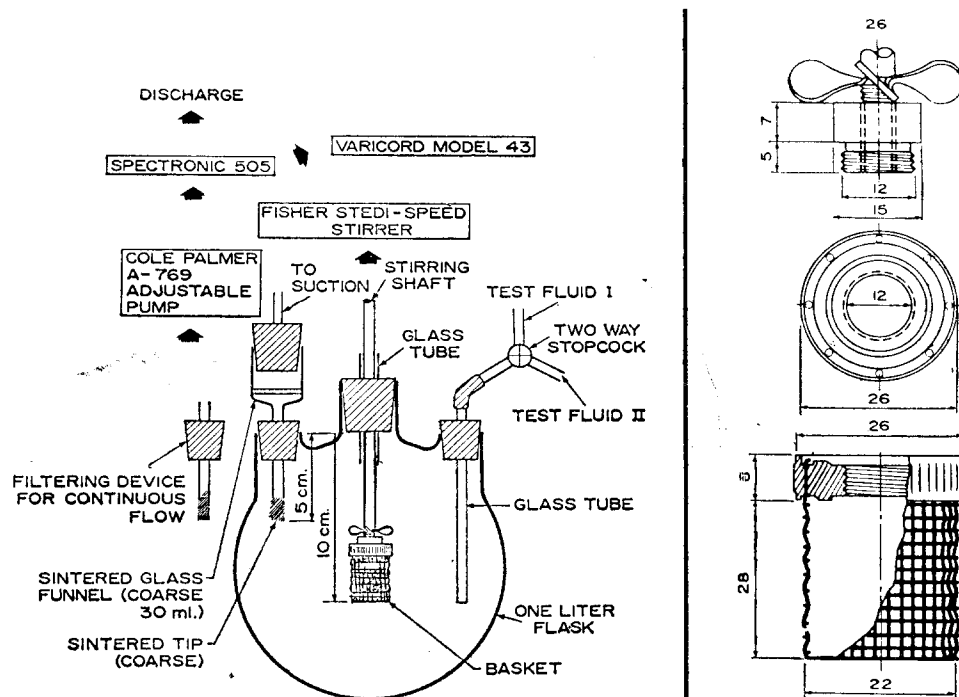 DISCHARGE
SPECTRONIC 505
VARICORD MODEL 43
FISHER STEDI-SPEED
STIRRER
COLE PALMER
A-769
ADJUSTABLE
PUMP
TO
SUCTION
STIRRING
SHAFT
GLASS
TUBE
TEST FLUID I
TWO WAY
STOPCOCK
TEST FLUID II
FILTERING DEVICE
FOR CONTINUOUS
FLOW
5 cm.
10 cm.
GLASS TUBE
SINTERED GLASS
FUNNEL (COARSE
30 ml.)
SINTERED TIP
(COARSE)
ONE LITER
FLASK
BASKET
26
7
5
12
15
12
26
26
6
28
22